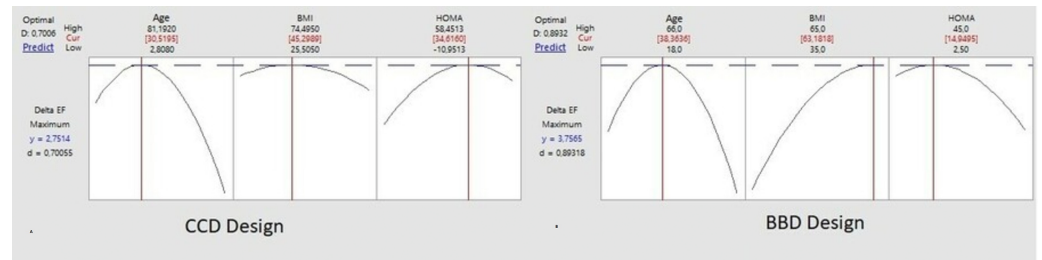 Optimal
D: 0,7006
Predict
High
Cur
Low
Age
81,1920
[30,5195]
2,8080
BMI
74,4950
[45,2989]
25,5050
HOMA
58,4513
[34,6160]
-10,9513
Delta EF
Maximum
y = 2,7514
d = 0,70055
CCD Design
Optimal
D: 0,8932
Predict
High
Cur
Low
Age
66,0
[38,3636]
18,0
BMI
65,0
[63,1818]
35,0
HOMA
45,0
[14,9495]
2,50
Delta EF
Maximum
y = 3,7565
d = 0,89318
BBD Design